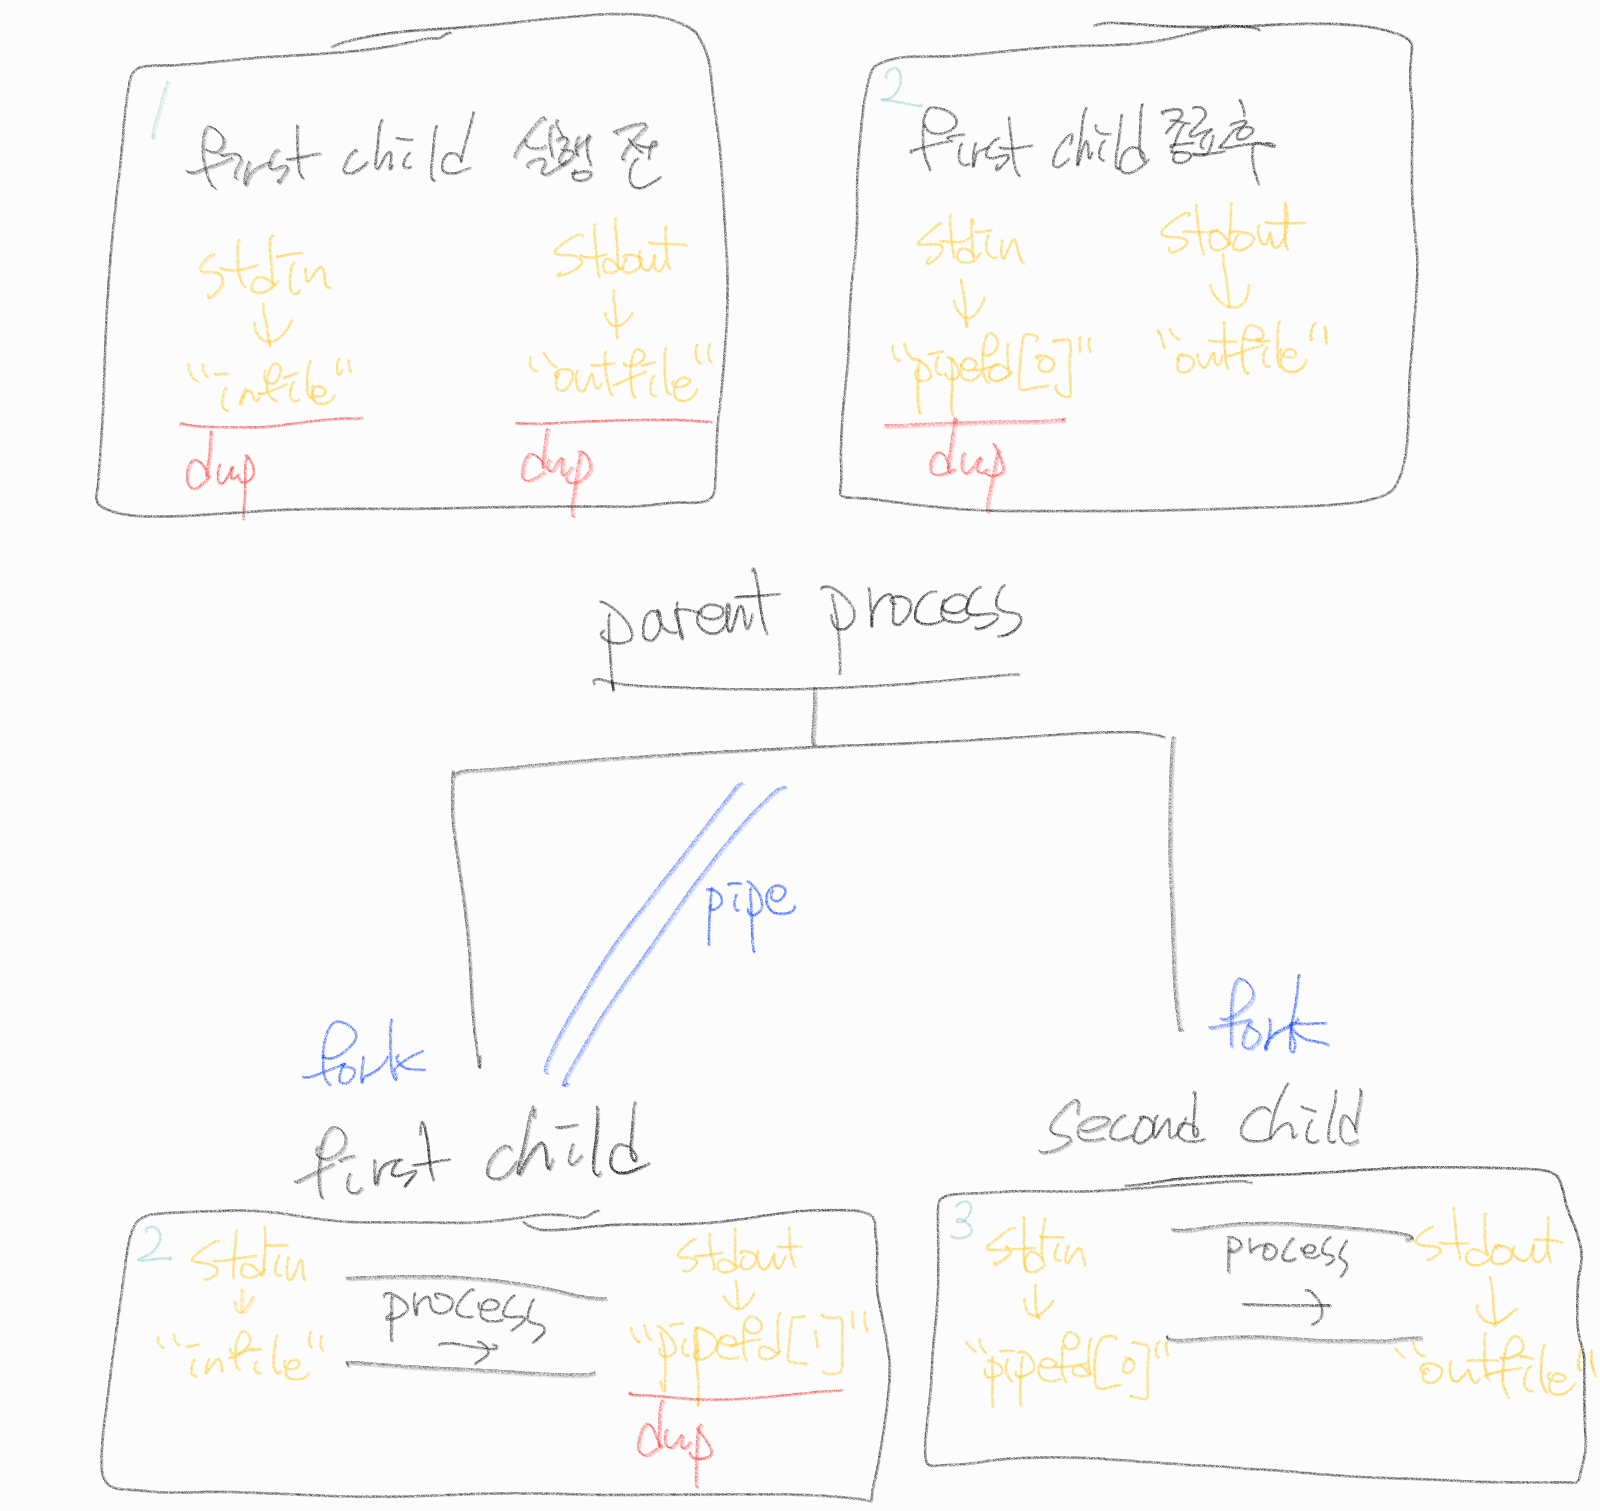 1
first child 실행 전
stdin stdout
↓ ↓
"infile" "outfile"
dup dup
2
first child 종료 후
stdin stdout
↓ ↓
"pipefd[0]" "outfile"
dup
parent process
pipe
fork
first child
fork
second child
2
stdin process stdout
↓ → ↓
"infile" "pipefd[1]"
dup
3
stdin process stdout
↓ → ↓
"pipefd[0]" "outfile"